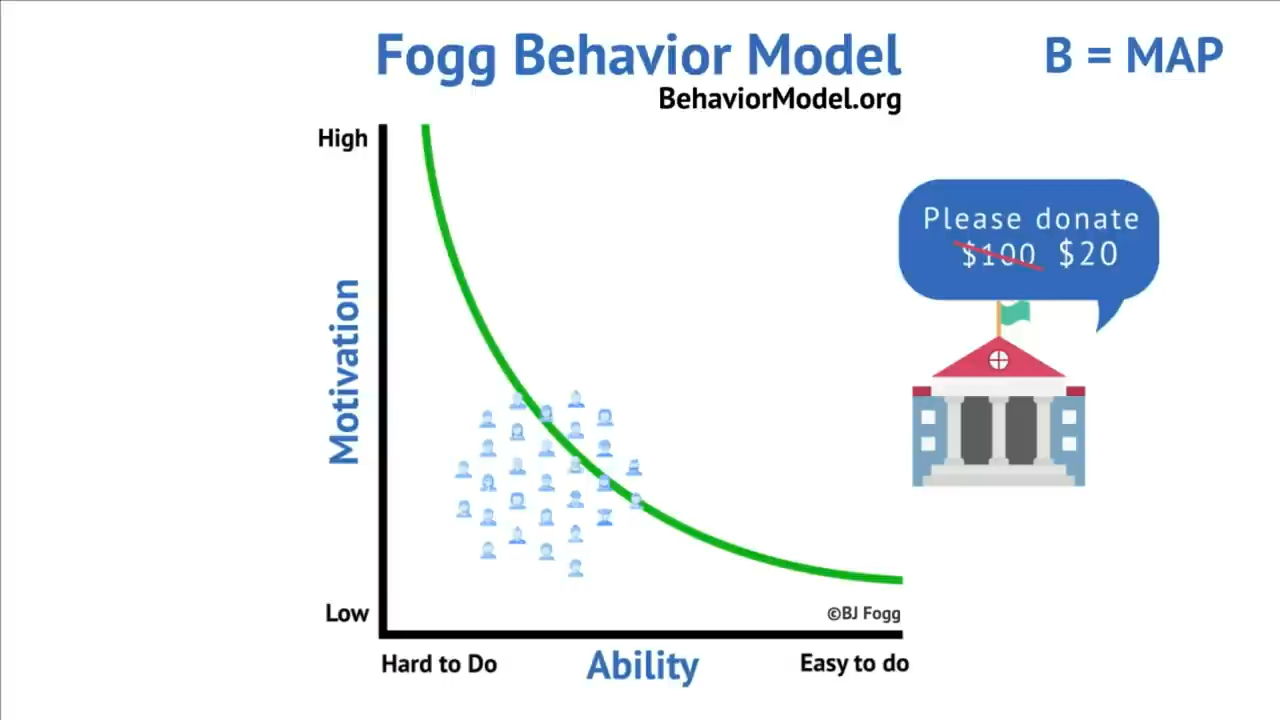 Fogg Behavior Model
BehaviorModel.org
B = MAP
High
Motivation
Low
Hard to Do
Ability
Easy to do
©BJ Fogg
Please donate
$100 $20